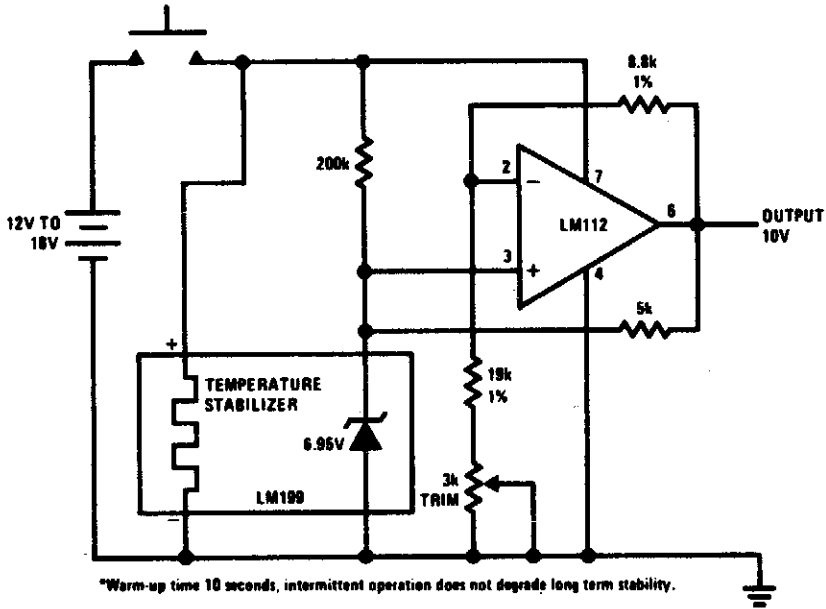 8.8k
1%
200k
2
−
7
LM112
6
OUTPUT
10V
12V TO
18V
3
+
4
5k
+
TEMPERATURE
STABILIZER
19k
1%
6.95V
3k
TRIM
LM199
−
*Warm-up time 10 seconds, intermittent operation does not degrade long term stability.